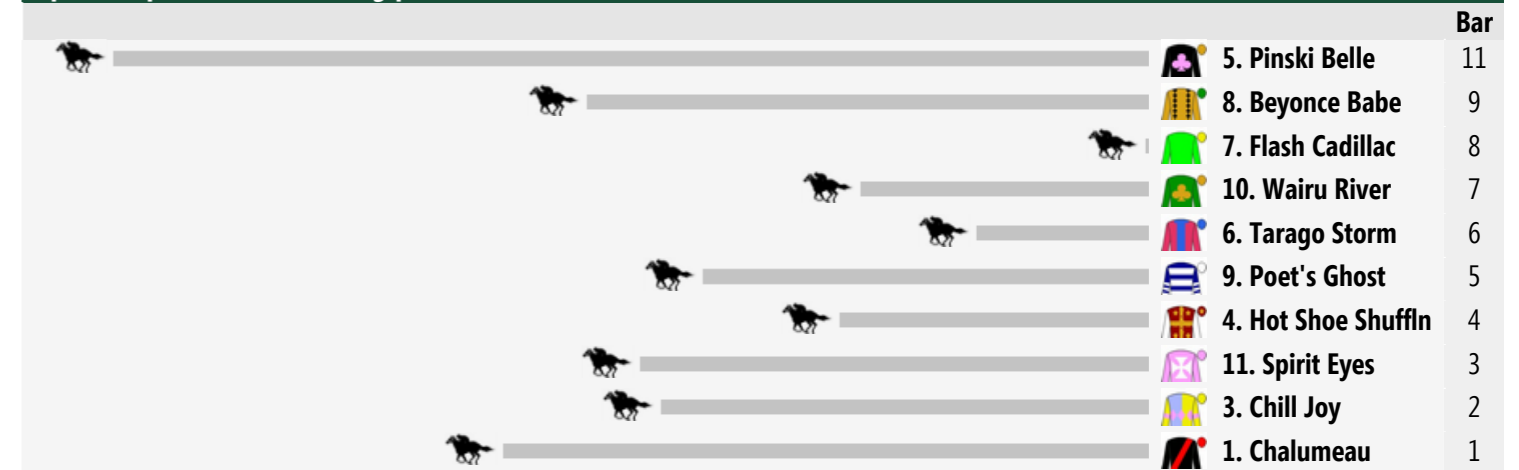 Bar
5. Pinski Belle 11
8. Beyonce Babe 9
7. Flash Cadillac 8
10. Wairu River 7
6. Tarago Storm 6
9. Poet's Ghost 5
4. Hot Shoe Shuffln 4
11. Spirit Eyes 3
3. Chill Joy 2
1. Chalumeau 1